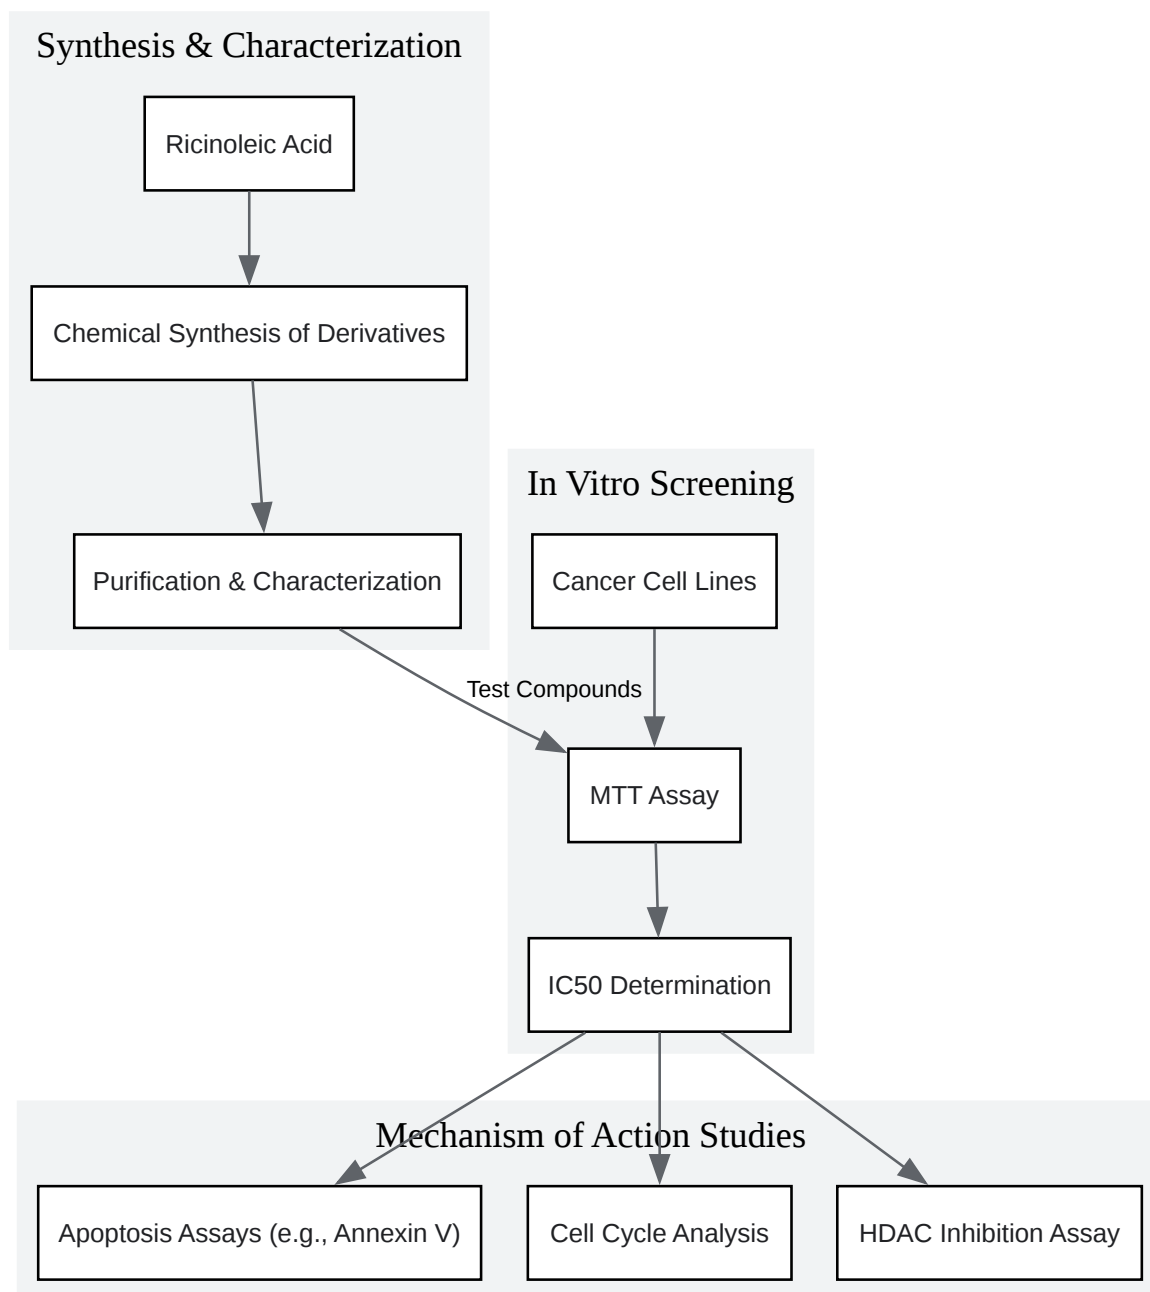 Synthesis & Characterization
Ricinoleic Acid
Chemical Synthesis of Derivatives
Purification & Characterization
In Vitro Screening
Cancer Cell Lines
Test Compounds
MTT Assay
IC50 Determination
Mechanism of Action Studies
Apoptosis Assays (e.g., Annexin V)
Cell Cycle Analysis
HDAC Inhibition Assay